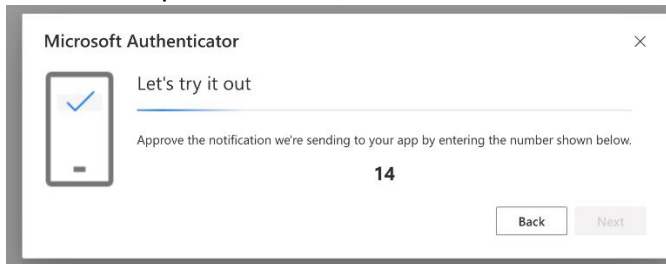 Microsoft Authenticator
Let's try it out
Approve the notification we're sending to your app by entering the number shown below.
14
Back Next